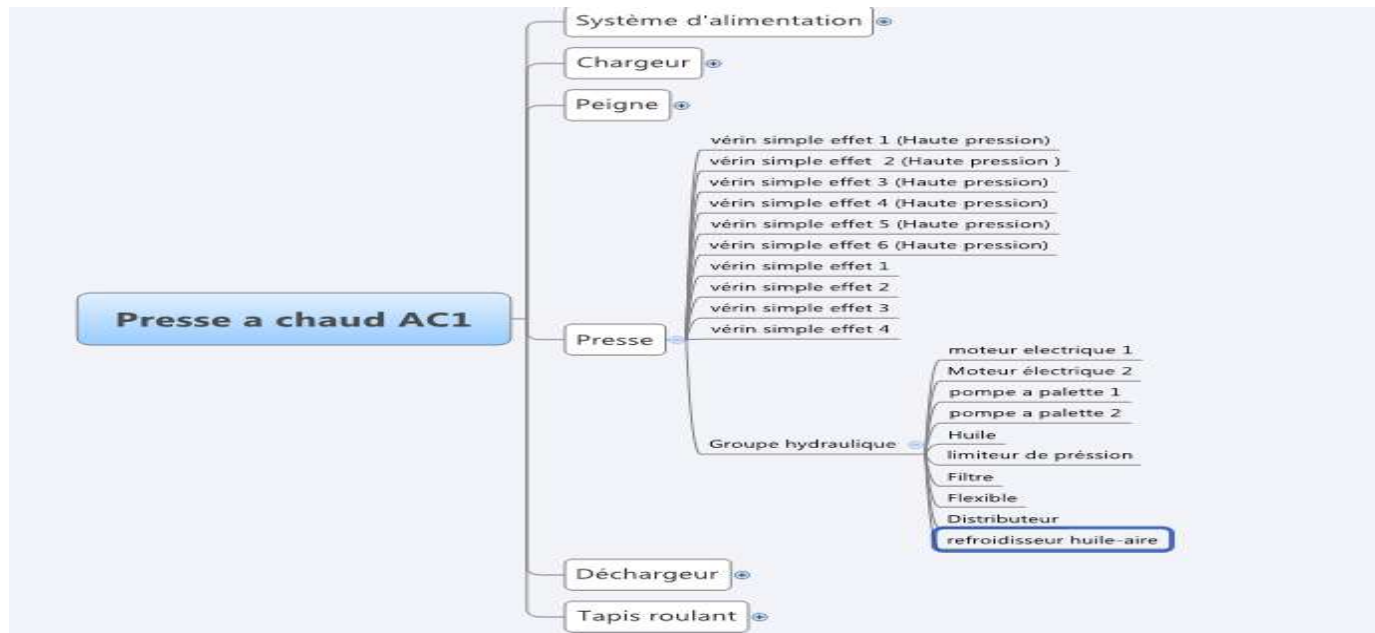 Système d'alimentation
Chargeur
Peigne
vérin simple effet 1 (Haute pression)
vérin simple effet 2 (Haute pression )
vérin simple effet 3 (Haute pression)
vérin simple effet 4 (Haute pression)
vérin simple effet 5 (Haute pression)
vérin simple effet 6 (Haute pression)
vérin simple effet 1
vérin simple effet 2
vérin simple effet 3
vérin simple effet 4
Presse a chaud AC1
Presse
moteur electrique 1
Moteur électrique 2
pompe a palette 1
pompe a palette 2
Groupe hydraulique
Huile
limiteur de préssion
Filtre
Flexible
Distributeur
refroidisseur huile-aire
Déchargeur
Tapis roulant